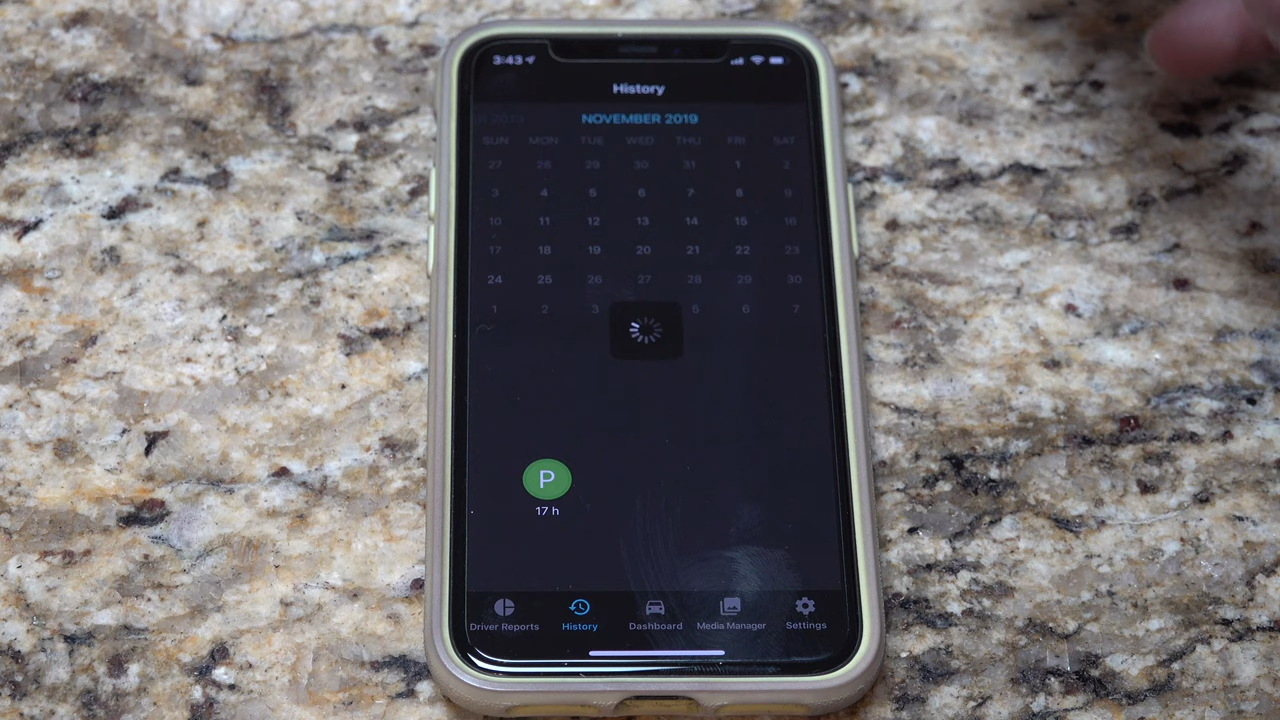 3:43
History
NOVEMBER 2019
SUN MON TUE WED THU FRI SAT
27 28 29 30 31 1 2
3 4 5 6 7 8 9
10 11 12 13 14 15 16
17 18 19 20 21 22 23
24 25 26 27 28 29 30
1 2 3 5 6 7
P
17 h
Driver Reports History Dashboard Media Manager Settings